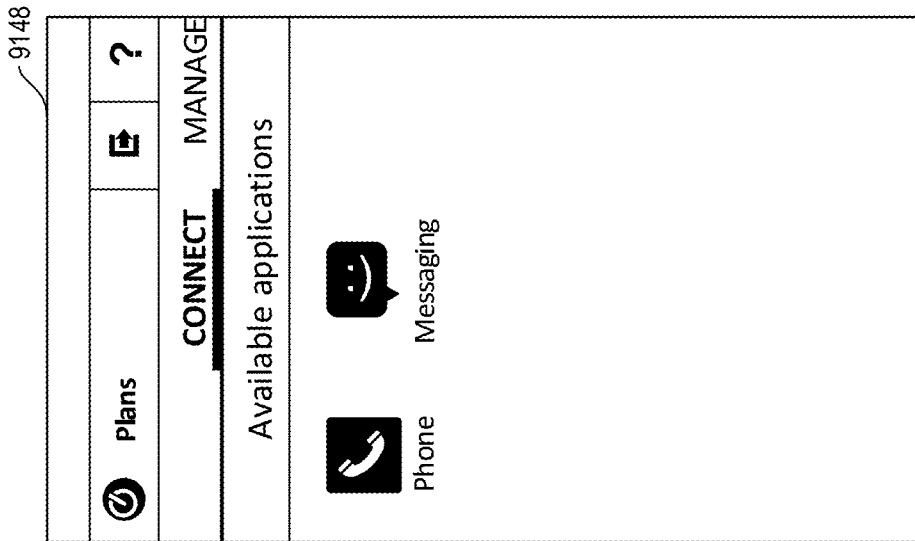 9148
Plans ?
CONNECT MANAGE
Available applications
Phone Messaging